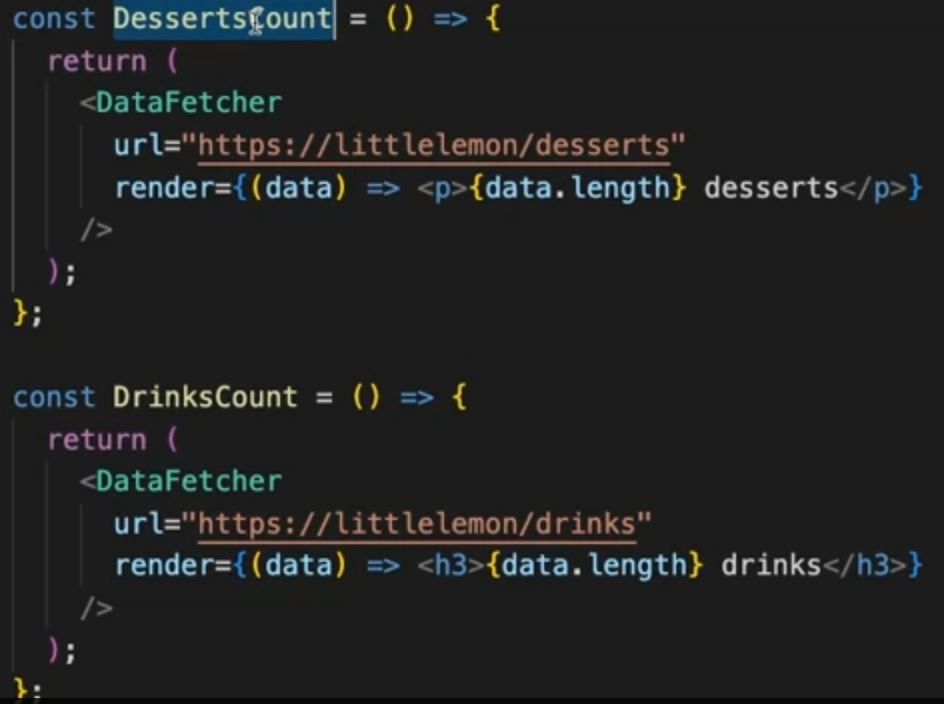 const DessertsCount = () => {
return (
<DataFetcher
url="https://littlelemon/desserts"
render={(data) => <p>{data.length} desserts</p>}
/>
);
};
const DrinksCount = () => {
return (
<DataFetcher
url="https://littlelemon/drinks"
render={(data) => <h3>{data.length} drinks</h3>}
/>
);
};